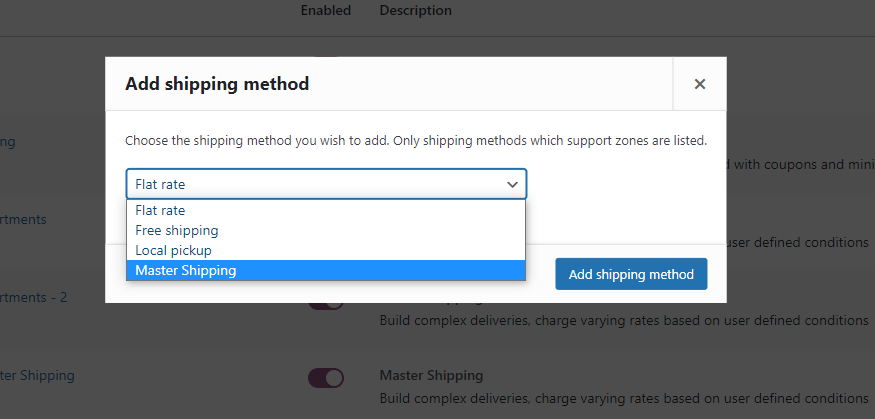 Enabled Description
Add shipping method
Choose the shipping method you wish to add. Only shipping methods which support zones are listed.
ng
d with coupons and mini
Flat rate
Flat rate
rtments
Free shipping
user defined conditions
Local pickup
Master Shipping
Add shipping method
rtments - 2
Build complex deliveries, charge varying rates based on user defined conditions
ter Shipping
Master Shipping
Build complex deliveries, charge varying rates based on user defined conditions